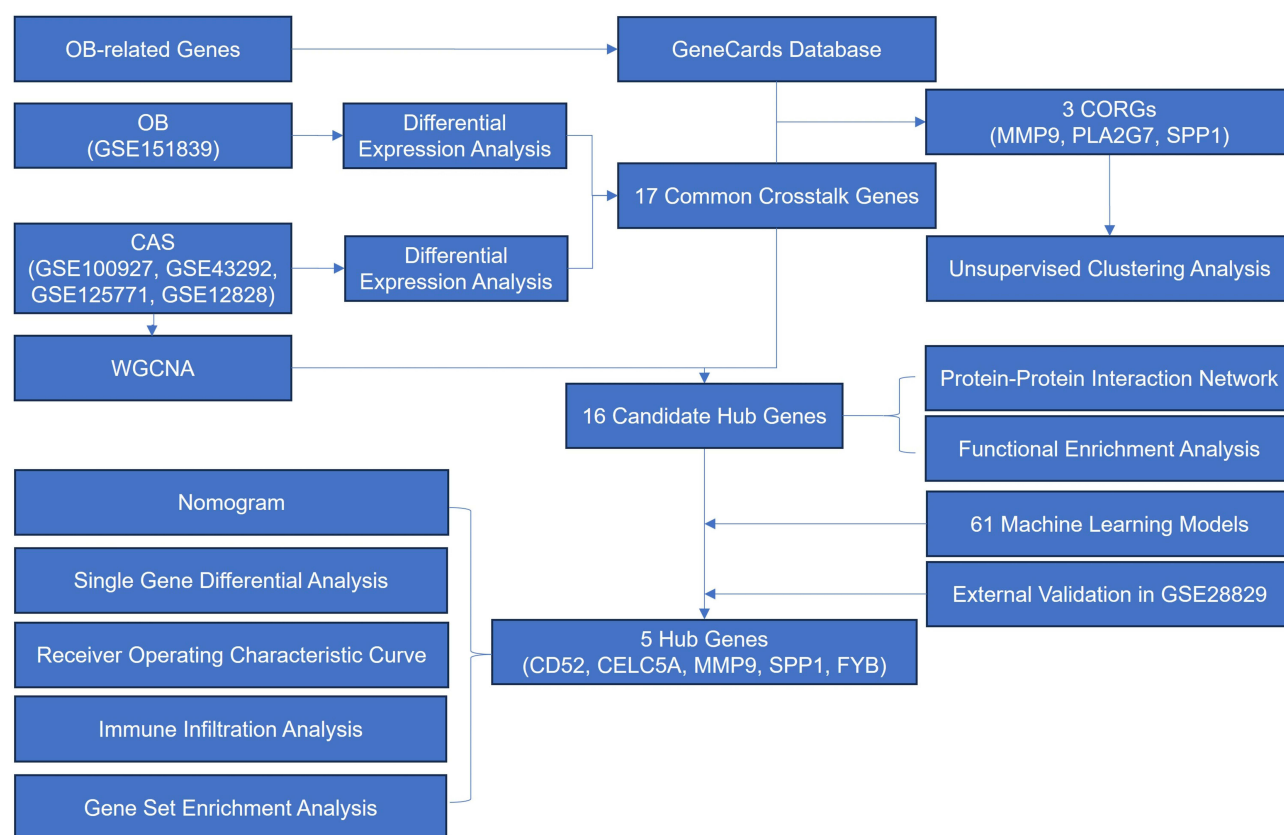 OB-related Genes
GeneCards Database
OB
(GSE151839)
Differential
Expression Analysis
3 CORGs
(MMP9, PLA2G7, SPP1)
17 Common Crosstalk Genes
CAS
(GSE100927, GSE43292,
GSE125771, GSE12828)
Differential
Expression Analysis
Unsupervised Clustering Analysis
WGCNA
16 Candidate Hub Genes
Protein-Protein Interaction Network
Functional Enrichment Analysis
Nomogram
61 Machine Learning Models
Single Gene Differential Analysis
External Validation in GSE28829
Receiver Operating Characteristic Curve
5 Hub Genes
(CD52, CELC5A, MMP9, SPP1, FYB)
Immune Infiltration Analysis
Gene Set Enrichment Analysis